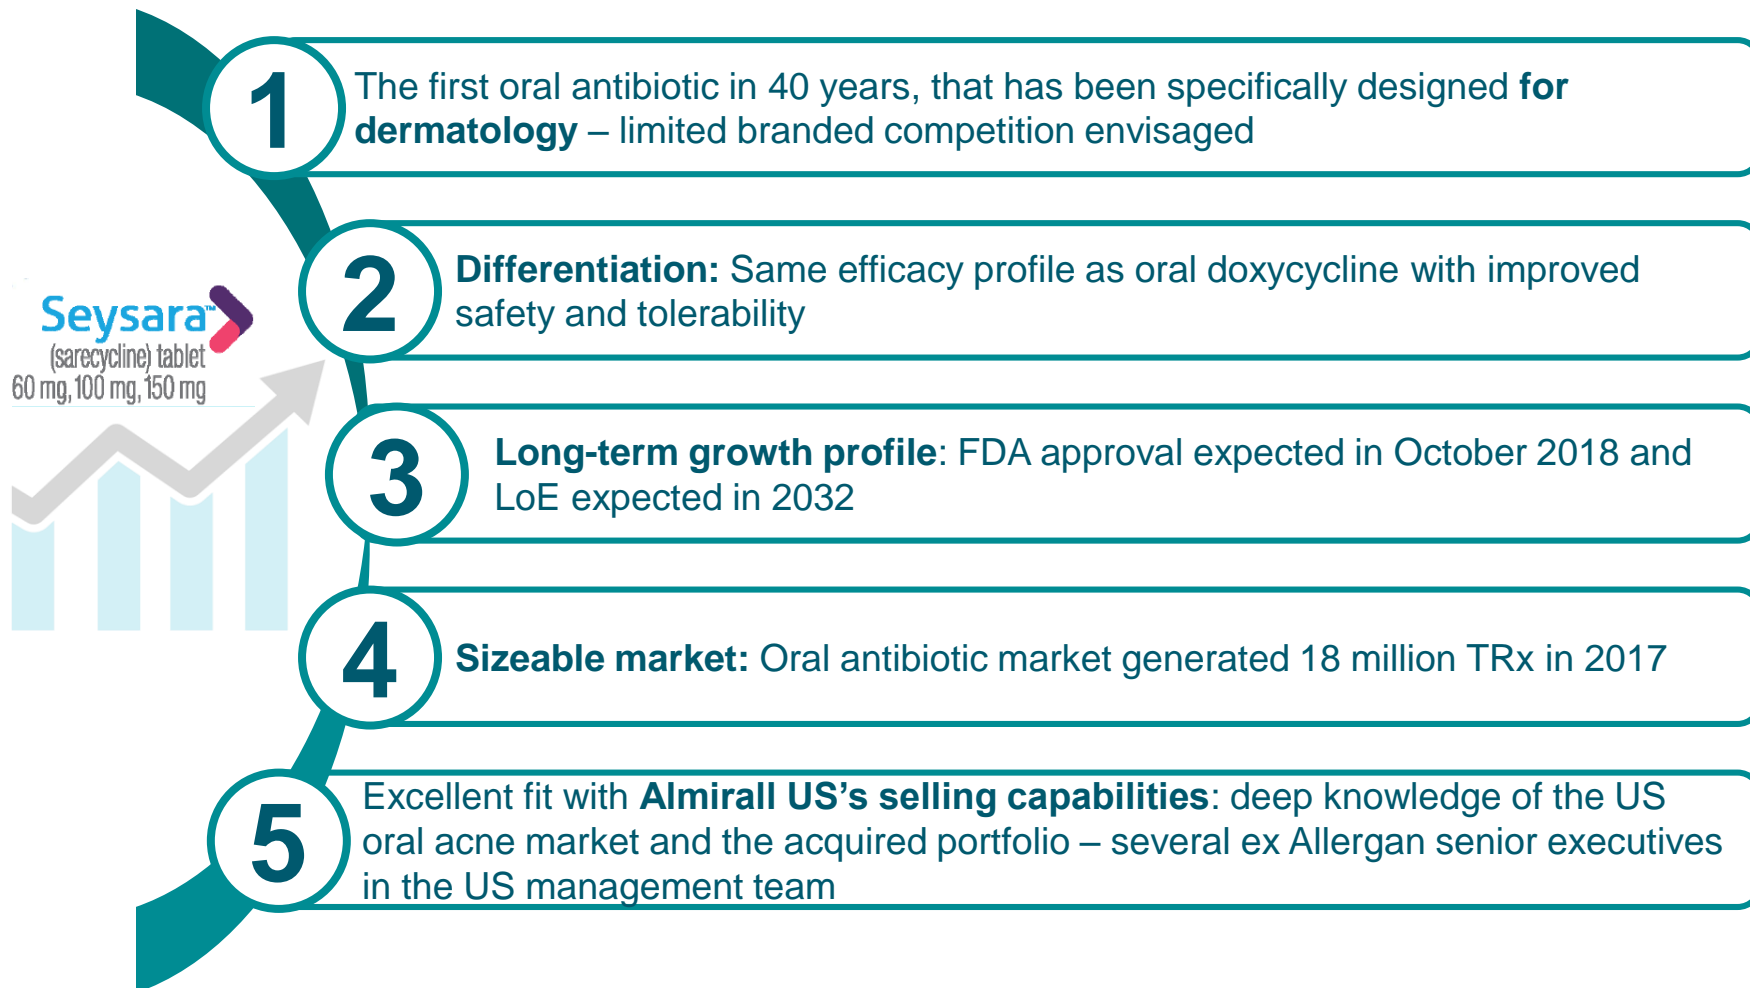 1
The first oral antibiotic in 40 years, that has been specifically designed for
dermatology – limited branded competition envisaged
2
Differentiation: Same efficacy profile as oral doxycycline with improved
safety and tolerability
Seysara™
(sarecycline) tablet
60 mg, 100 mg, 150 mg
3
Long-term growth profile: FDA approval expected in October 2018 and
LoE expected in 2032
4
Sizeable market: Oral antibiotic market generated 18 million TRx in 2017
5
Excellent fit with Almirall US’s selling capabilities: deep knowledge of the US
oral acne market and the acquired portfolio – several ex Allergan senior executives
in the US management team